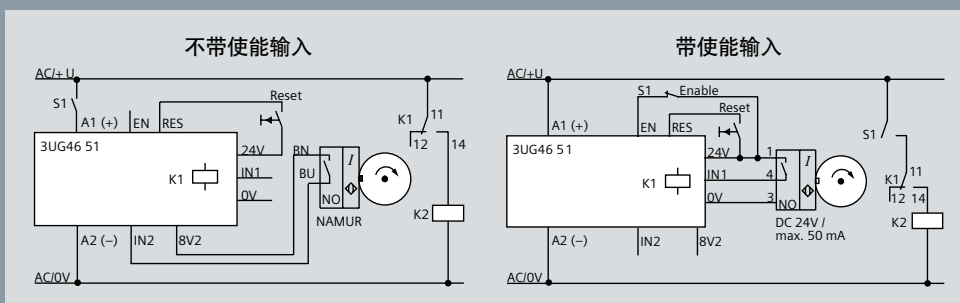 不带使能输入
AC/+U
S1
A1 (+)
EN
RES
Reset
3UG46 51
24V
IN1
0V
K1
A2 (–)
IN2
8V2
BN
BU
NO
I
NAMUR
K1
11
12
14
K2
AC/0V
带使能输入
AC/+U
S1
Enable
Reset
A1 (+)
EN
RES
3UG46 51
24V
IN1
0V
1
4
3
K1
NO
I
DC 24V /
max. 50 mA
A2 (–)
IN2
8V2
S1
K1
11
12
14
K2
AC/0V